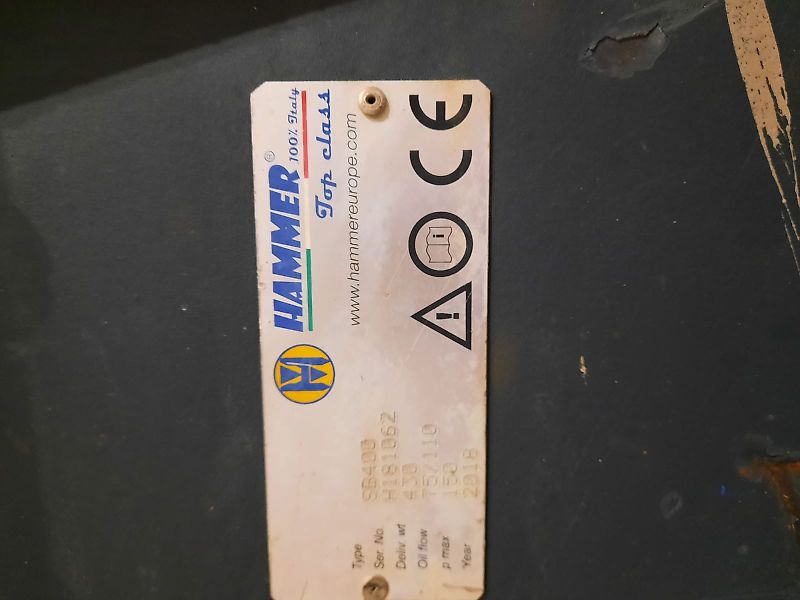 HAMMER®
100% Italy
Top class
www.hammereurope.com
CE
Type SB400
Ser. No. H181062
Deliv. wt 430
Oil flow 75/110
p max 150
Year 2018